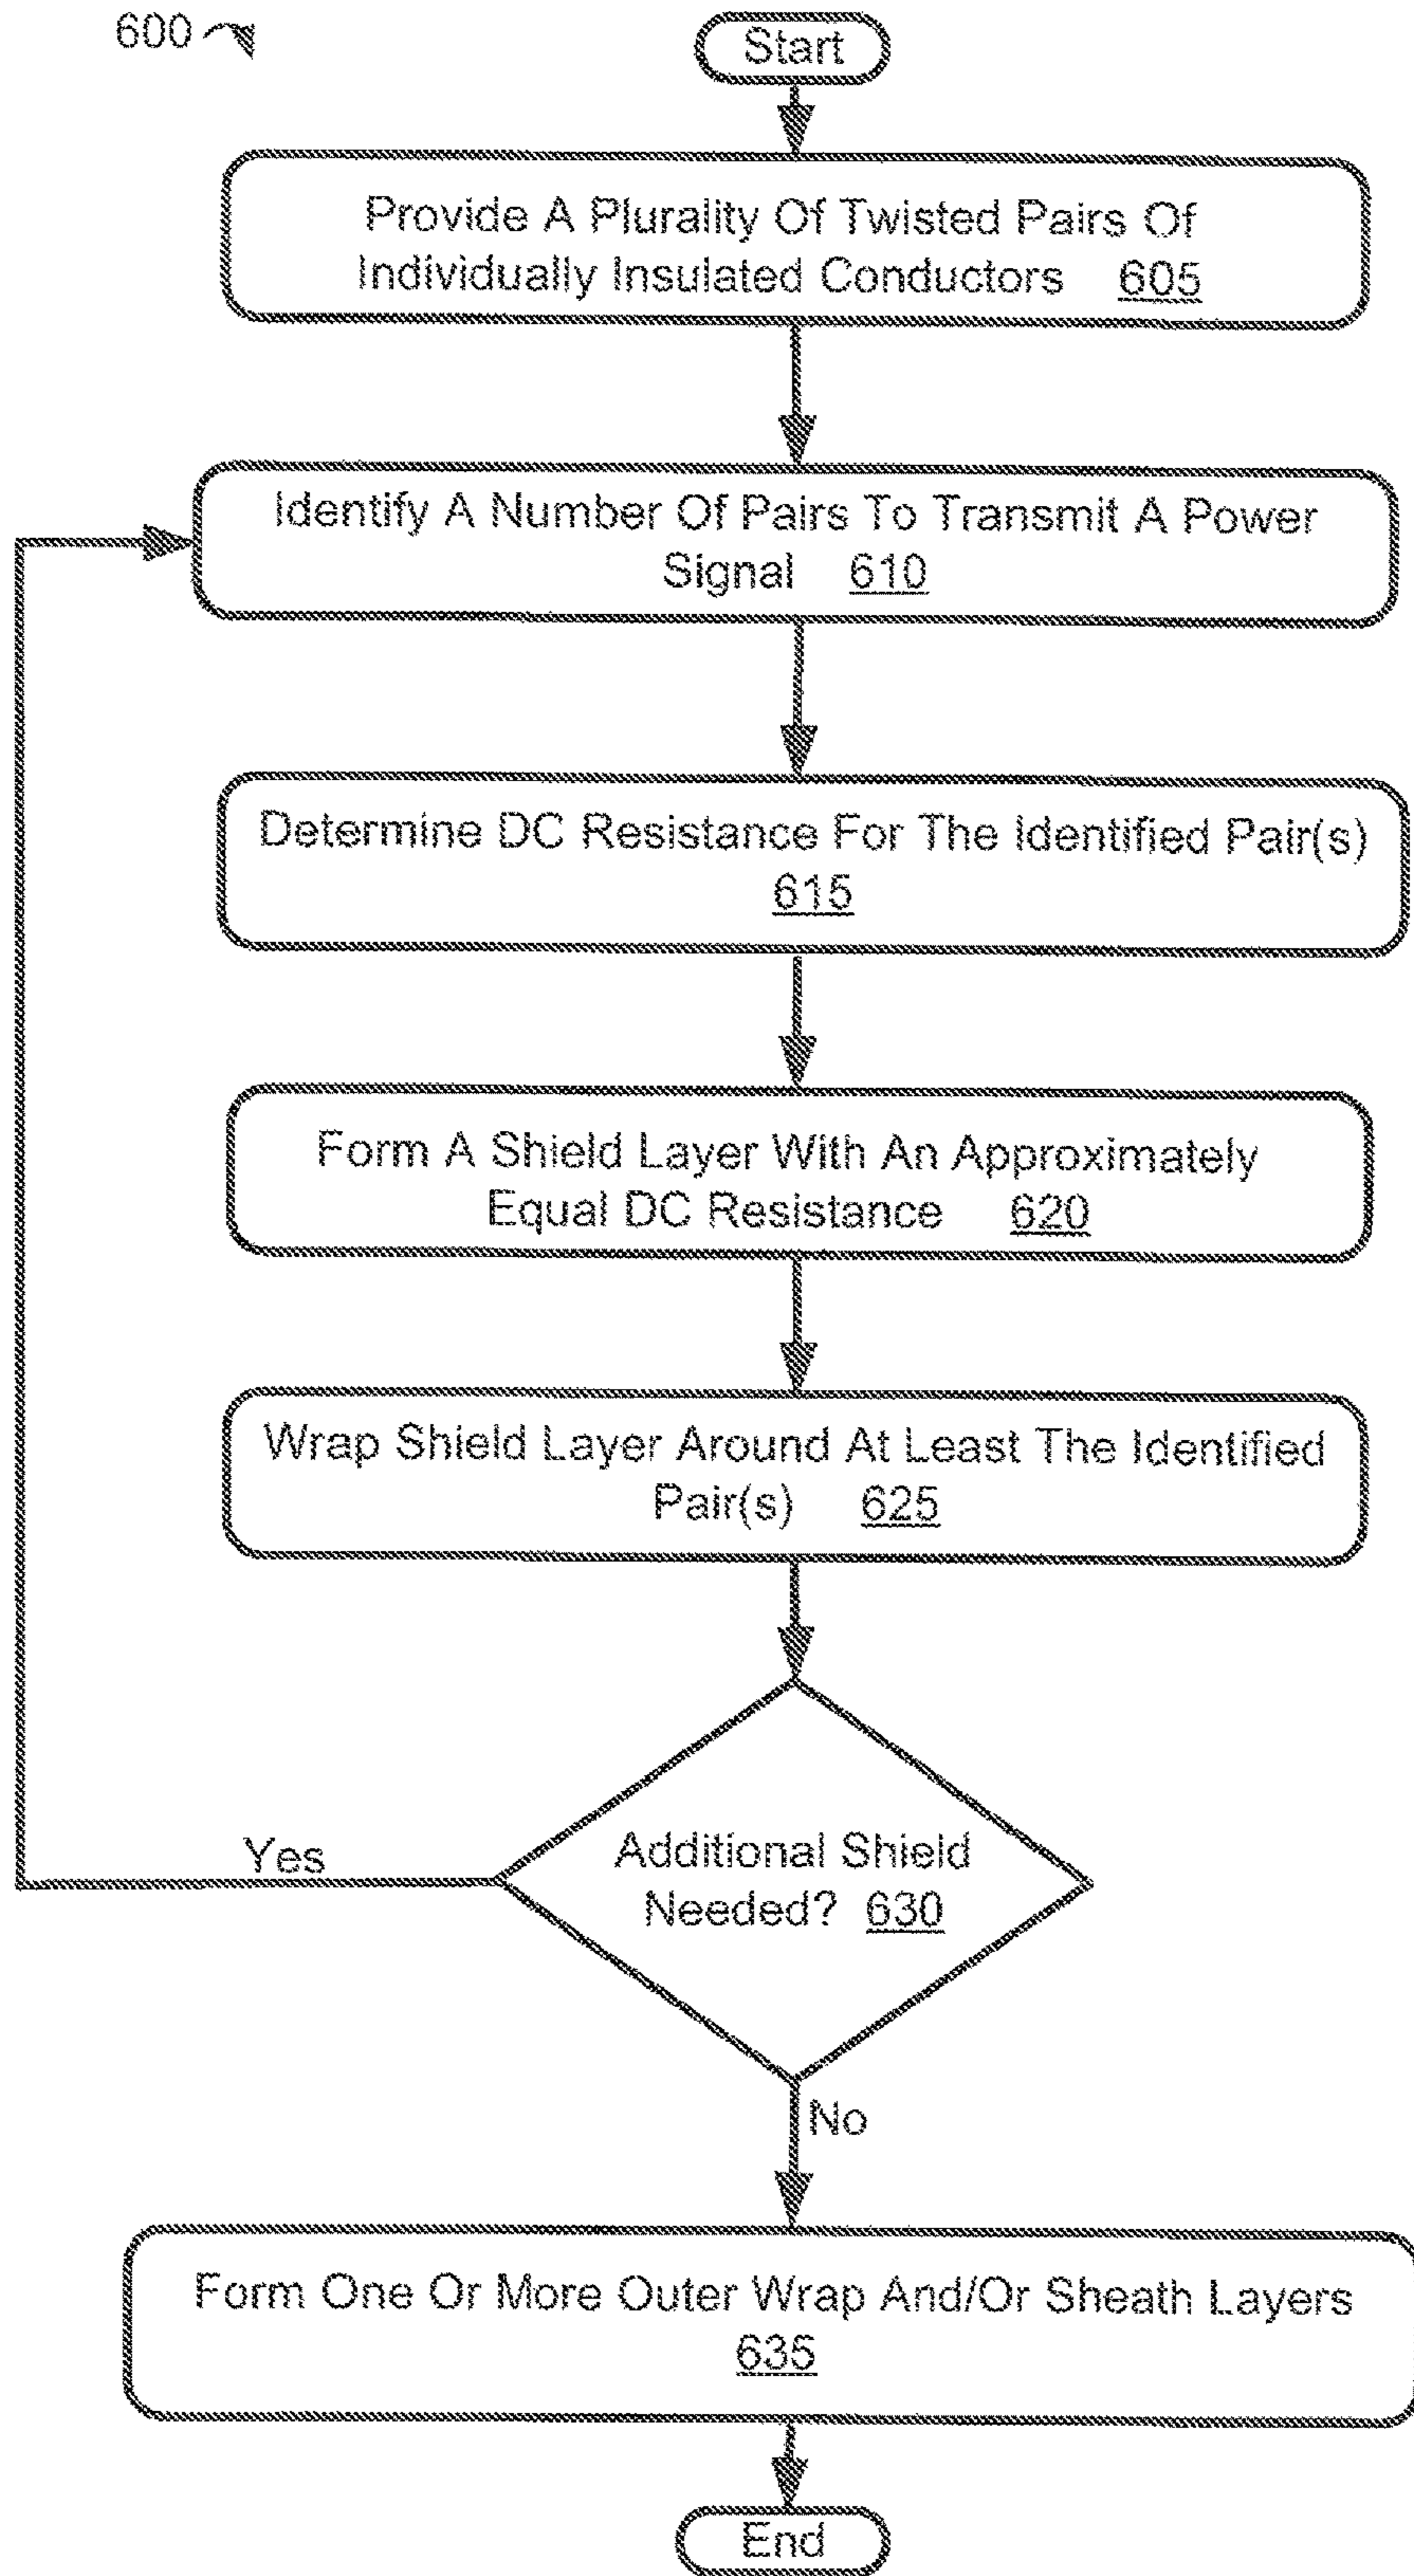 600
Start
Provide A Plurality Of Twisted Pairs Of
Individually Insulated Conductors 605
Identify A Number Of Pairs To Transmit A Power
Signal 610
Determine DC Resistance For The Identified Pair(s)
615
Form A Shield Layer With An Approximately
Equal DC Resistance 620
Wrap Shield Layer Around At Least The Identified
Pair(s) 625
Additional Shield
Needed? 630
Yes
No
Form One Or More Outer Wrap And/Or Sheath Layers
635
End